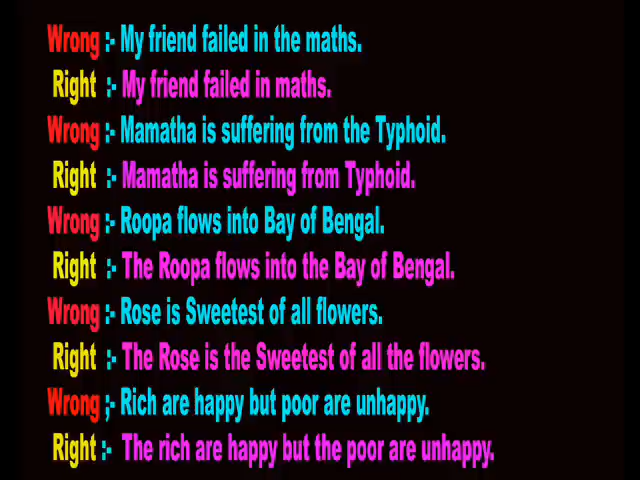 Wrong :- My friend failed in the maths.
Right :- My friend failed in maths.
Wrong :- Mamatha is suffering from the Typhoid.
Right :- Mamatha is suffering from Typhoid.
Wrong :- Roopa flows into Bay of Bengal.
Right :- The Roopa flows into the Bay of Bengal.
Wrong :- Rose is Sweetest of all flowers.
Right :- The Rose is the Sweetest of all the flowers.
Wrong ;- Rich are happy but poor are unhappy.
Right :- The rich are happy but the poor are unhappy.